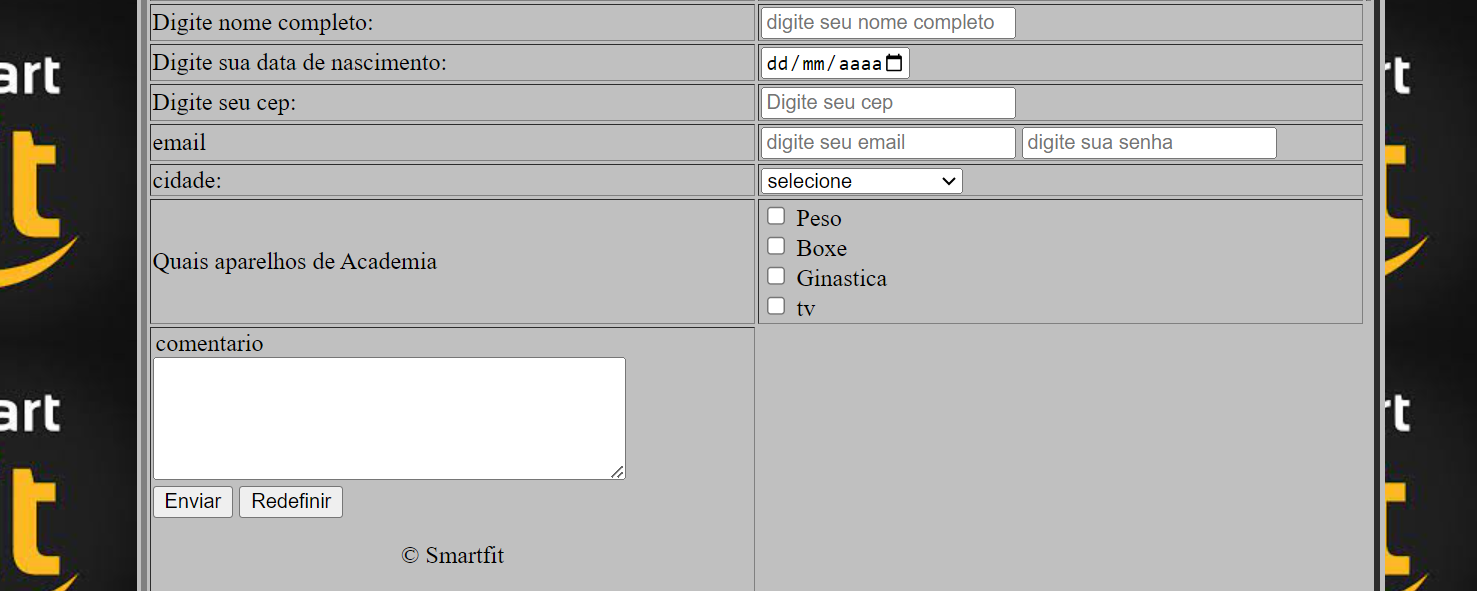 Digite nome completo: digite seu nome completo
Digite sua data de nascimento: dd/mm/aaaa
Digite seu cep: Digite seu cep
email digite seu email digite sua senha
cidade: selecione
Quais aparelhos de Academia
Peso
Boxe
Ginastica
tv
comentario
Enviar Redefinir
© Smartfit
art
t
art
t
rt
t
rt
t